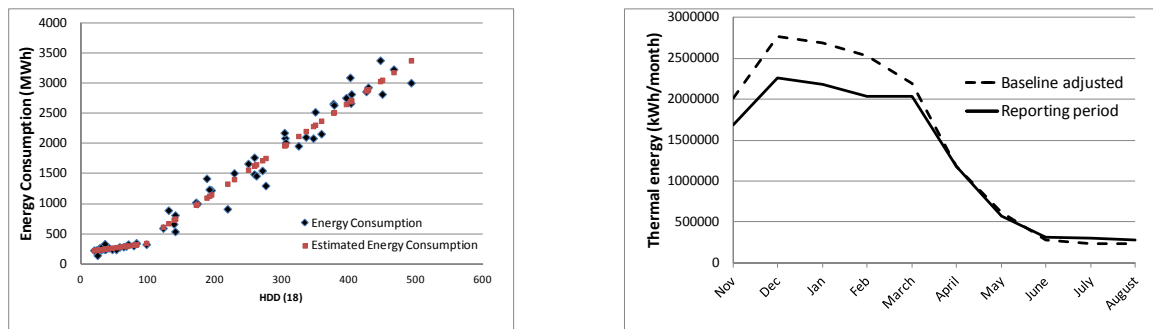 Energy Consumption (MWh)
4000
3500
3000
2500
2000
1500
1000
500
0
0 100 200 300 400 500 600
HDD (18)
Energy Consumption
Estimated Energy Consumption
Thermal energy (kWh/month)
3000000
2500000
2000000
1500000
1000000
500000
0
Nov Dec Jan Feb March April May June July August
Baseline adjusted
Reporting period